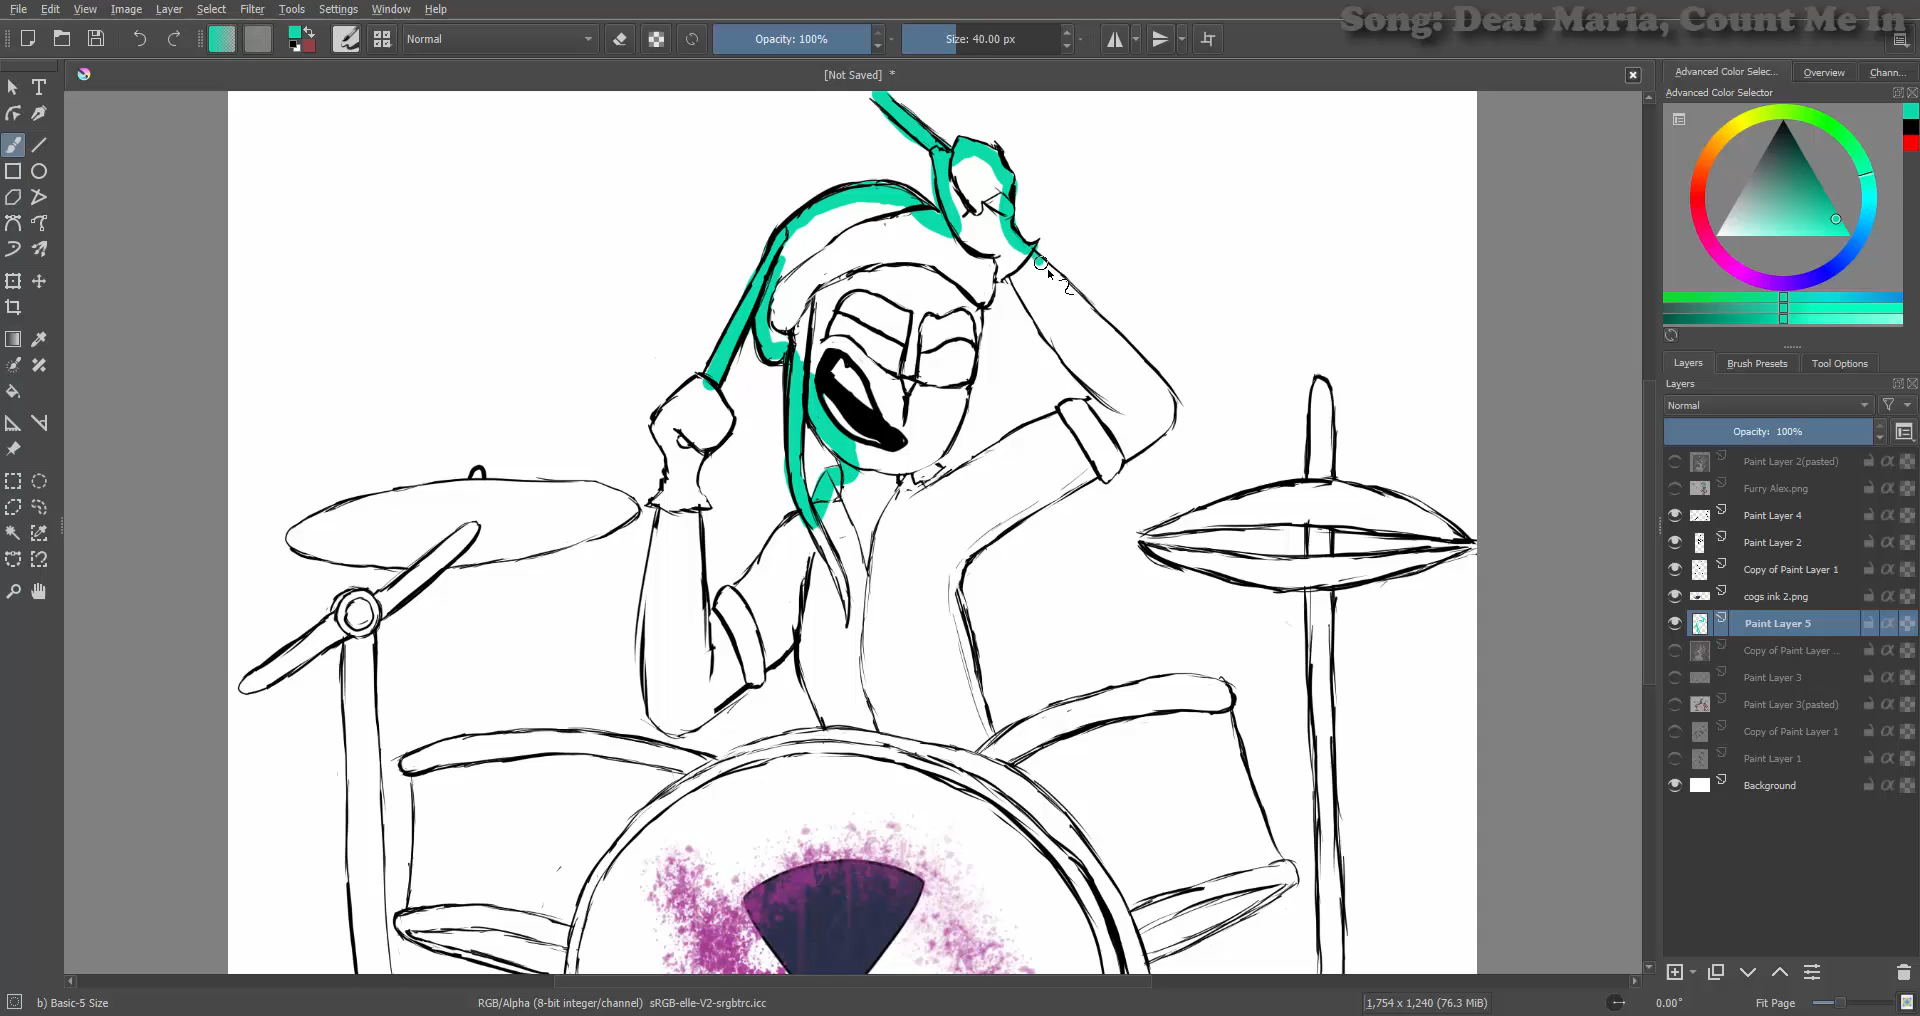 File Edit View Image Layer Select Filter Tools Settings Window Help
Song: Dear Maria, Count Me In
Normal
Opacity: 100%
Size: 40.00 px
[Not Saved] *
Advanced Color Selec...
Overview
Chann...
Advanced Color Selector
Layers
Brush Presets
Tool Options
Layers
Normal
Opacity: 100%
Paint Layer 2(pasted)
Furry Alex.png
Paint Layer 4
Paint Layer 2
Copy of Paint Layer 1
cogs ink 2.png
Paint Layer 5
Copy of Paint Layer ...
Paint Layer 3
Paint Layer 3(pasted)
Copy of Paint Layer 1
Paint Layer 1
Background
b) Basic-5 Size
RGB/Alpha (8-bit integer/channel) sRGB-elle-V2-srgbtrc.icc
1,754 x 1,240 (76.3 MiB)
0.00°
Fit Page